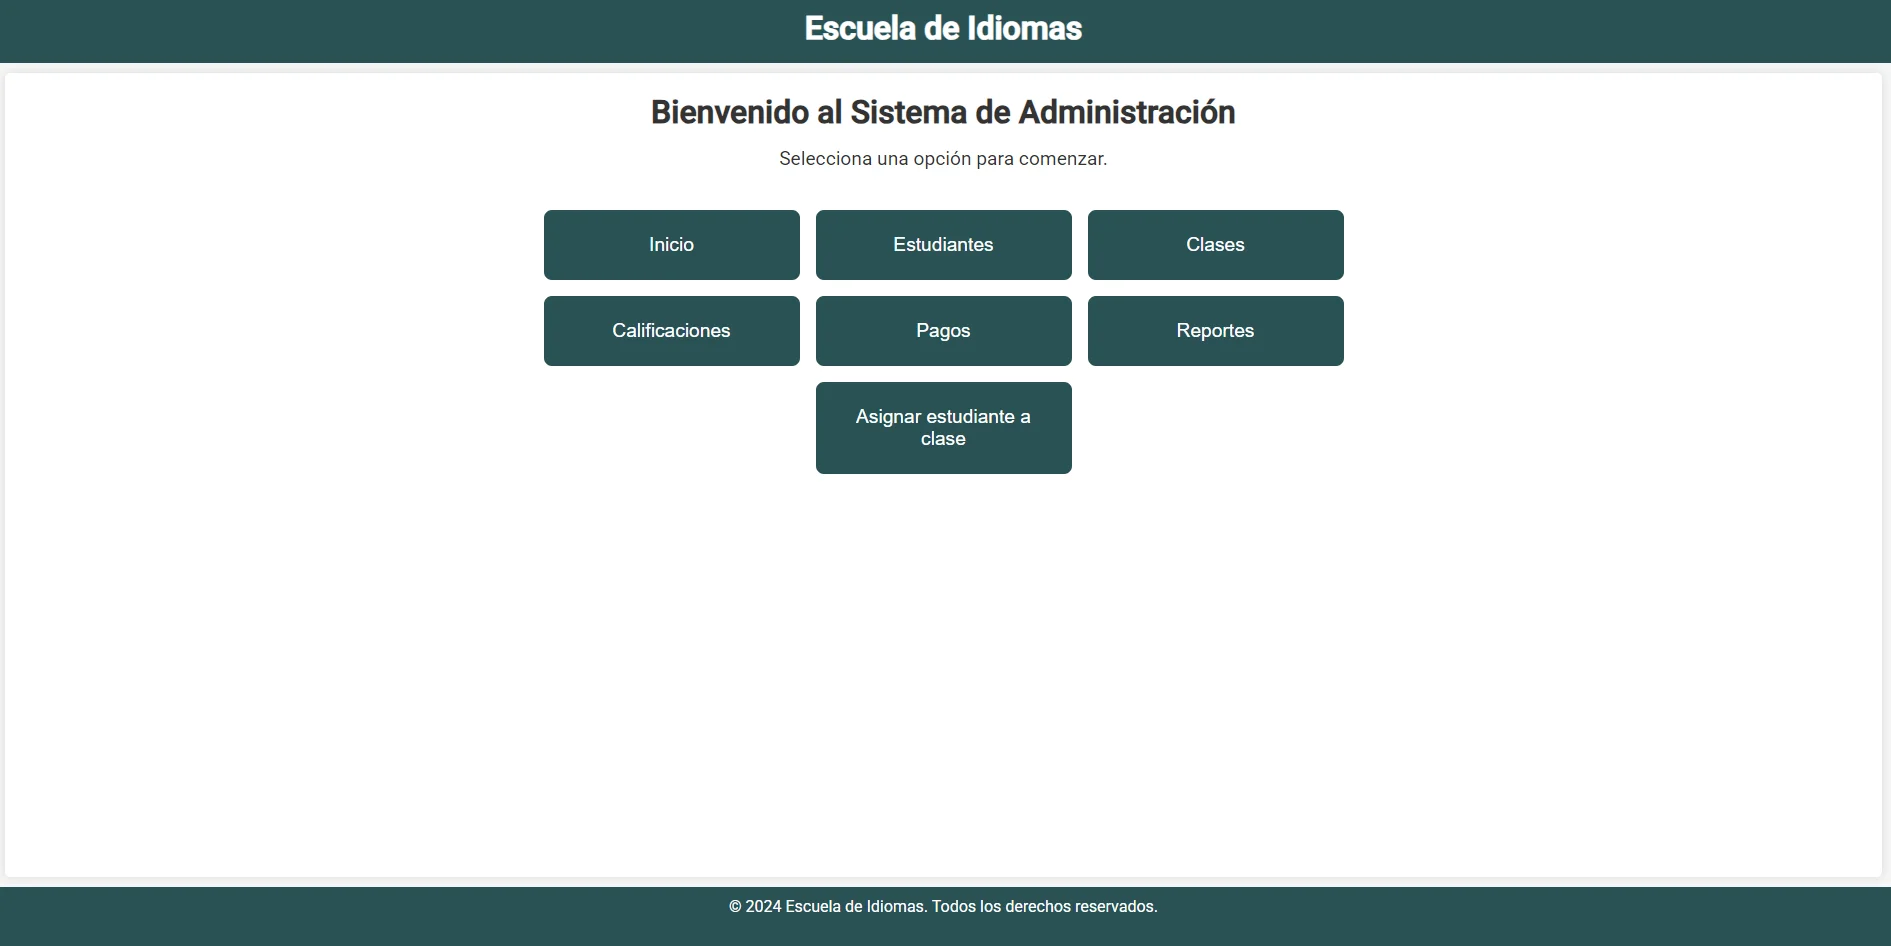 Escuela de Idiomas
Bienvenido al Sistema de Administración
Selecciona una opción para comenzar.
Inicio
Estudiantes
Clases
Calificaciones
Pagos
Reportes
Asignar estudiante a
clase
© 2024 Escuela de Idiomas. Todos los derechos reservados.